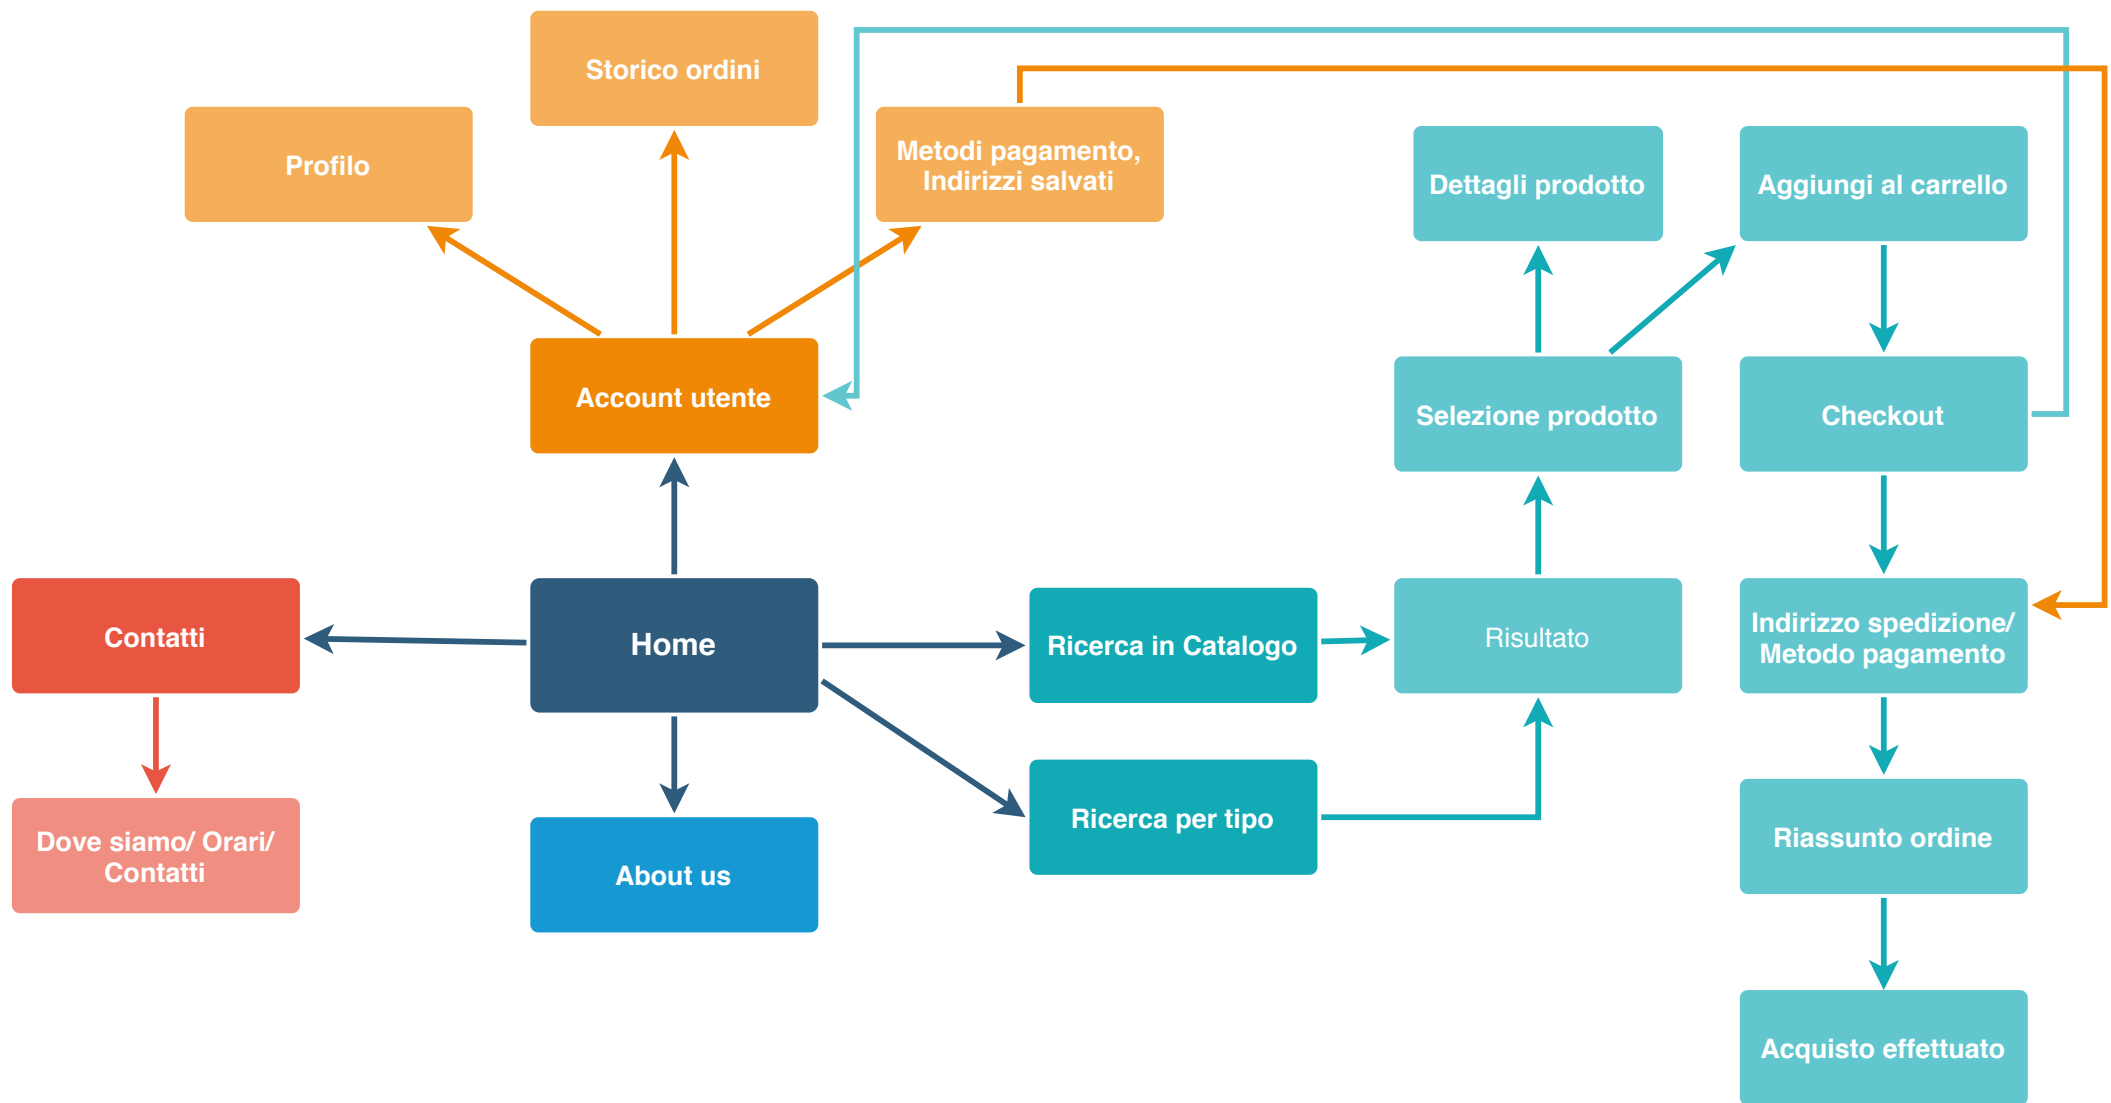 Storico ordini
Profilo
Metodi pagamento,
Indirizzi salvati
Dettagli prodotto
Aggiungi al carrello
Account utente
Selezione prodotto
Checkout
Contatti
Home
Ricerca in Catalogo
Risultato
Indirizzo spedizione/
Metodo pagamento
Ricerca per tipo
Dove siamo/ Orari/
Contatti
About us
Riassunto ordine
Acquisto effettuato